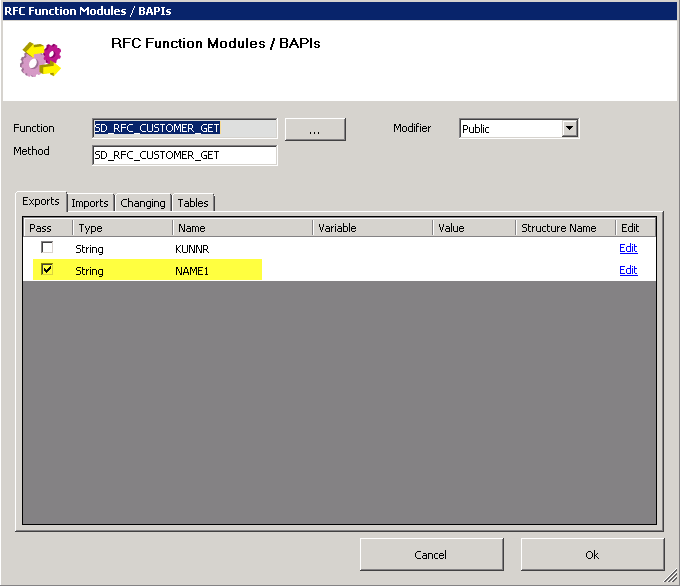 RFC Function Modules / BAPIs
RFC Function Modules / BAPIs
Function SD_RFC_CUSTOMER_GET ... Modifier Public
Method SD_RFC_CUSTOMER_GET
Exports Imports Changing Tables
Pass Type Name Variable Value Structure Name Edit
String KUNNR Edit
String NAME1 Edit
Cancel Ok